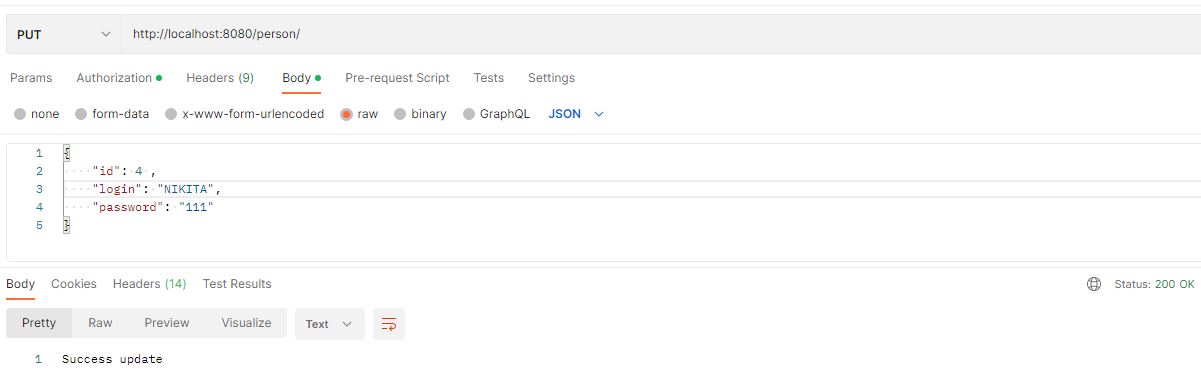 PUT http://localhost:8080/person/
Params Authorization Headers (9) Body Pre-request Script Tests Settings
none form-data x-www-form-urlencoded raw binary GraphQL JSON
1 {
2 "id": 4 ,
3 "login": "NIKITA",
4 "password": "111"
5 }
Body Cookies Headers (14) Test Results Status: 200 OK
Pretty Raw Preview Visualize Text
1 Success update